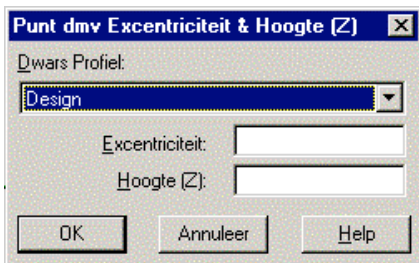 Punt dmv Excentriciteit & Hoogte (Z)
Dwars Profiel:
Design
Excentriciteit:
Hoogte (Z):
OK Annuleer Help